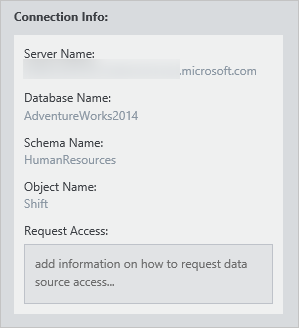 Connection Info:
Server Name:
.microsoft.com
Database Name:
AdventureWorks2014
Schema Name:
HumanResources
Object Name:
Shift
Request Access:
add information on how to request data
source access...